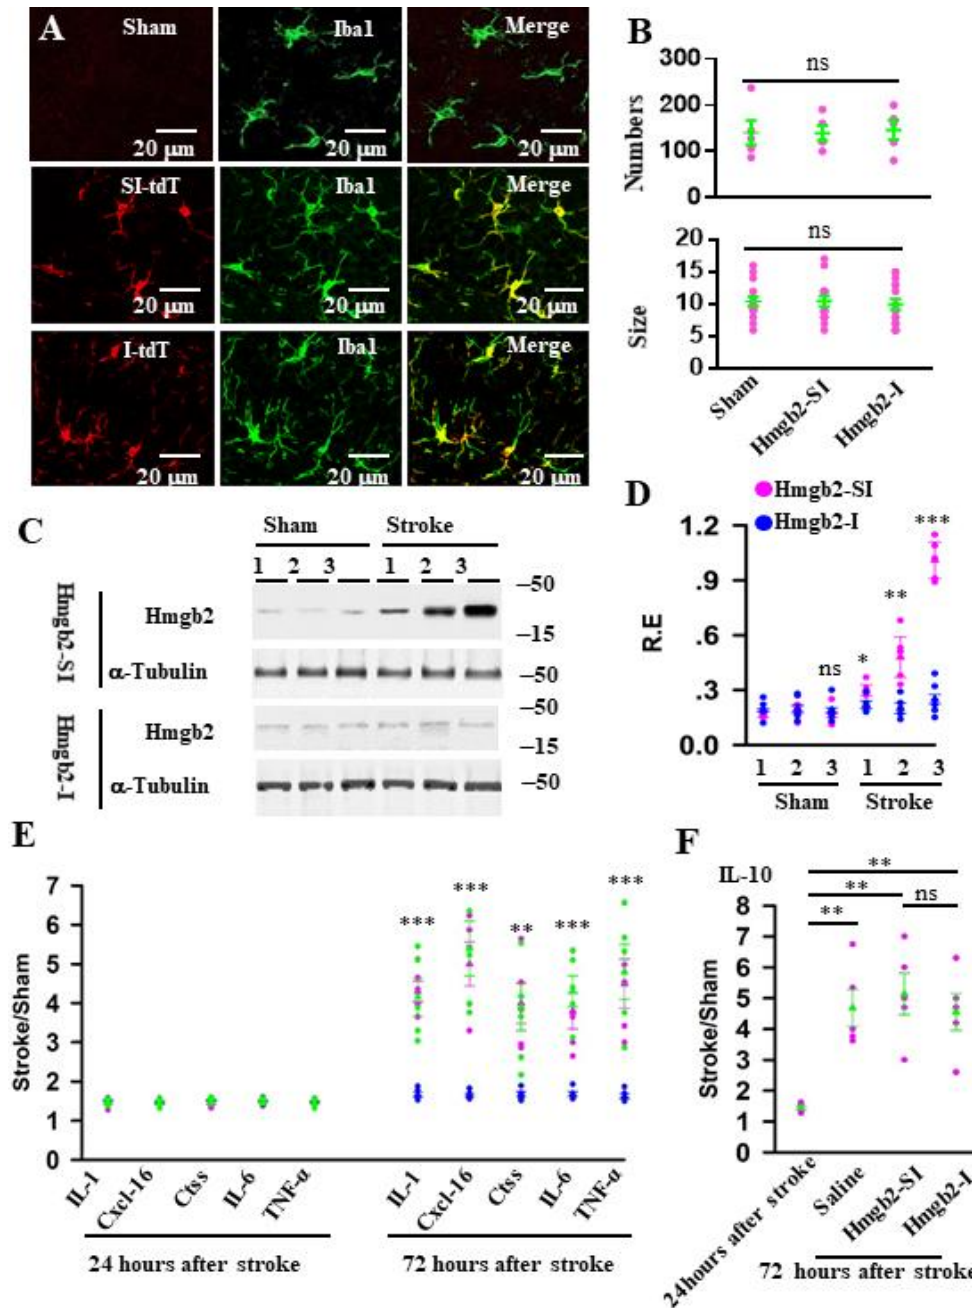 A
Sham
Iba1
Merge
20 µm
20 µm
20 µm
SI-tdT
Iba1
Merge
20 µm
20 µm
20 µm
I-tdT
Iba1
Merge
20 µm
20 µm
20 µm
B
ns
Numbers
300
200
100
0
ns
Size
20
15
10
5
0
Sham
Hmgb2-SI
Hmgb2-I
C
Sham
Stroke
1 2 3 1 2 3
Hmgb2-SI
Hmgb2
–50
–15
α-Tubulin
–50
Hmgb2-I
Hmgb2
–50
–15
α-Tubulin
–50
D
Hmgb2-SI
Hmgb2-I
R.E
1.2
.9
.6
.3
0.0
ns
*
**
***
1 2 3 1 2 3
Sham
Stroke
E
Stroke/Sham
7
6
5
4
3
2
1
0
***
***
**
***
***
IL-1
Cxcl-16
Ctss
IL-6
TNF-α
IL-1
Cxcl-16
Ctss
IL-6
TNF-α
24 hours after stroke
72 hours after stroke
F
IL-10
**
**
ns
**
Stroke/Sham
8
7
6
5
4
3
2
1
0
24hours after stroke
Saline
Hmgb2-SI
Hmgb2-I
72 hours after stroke